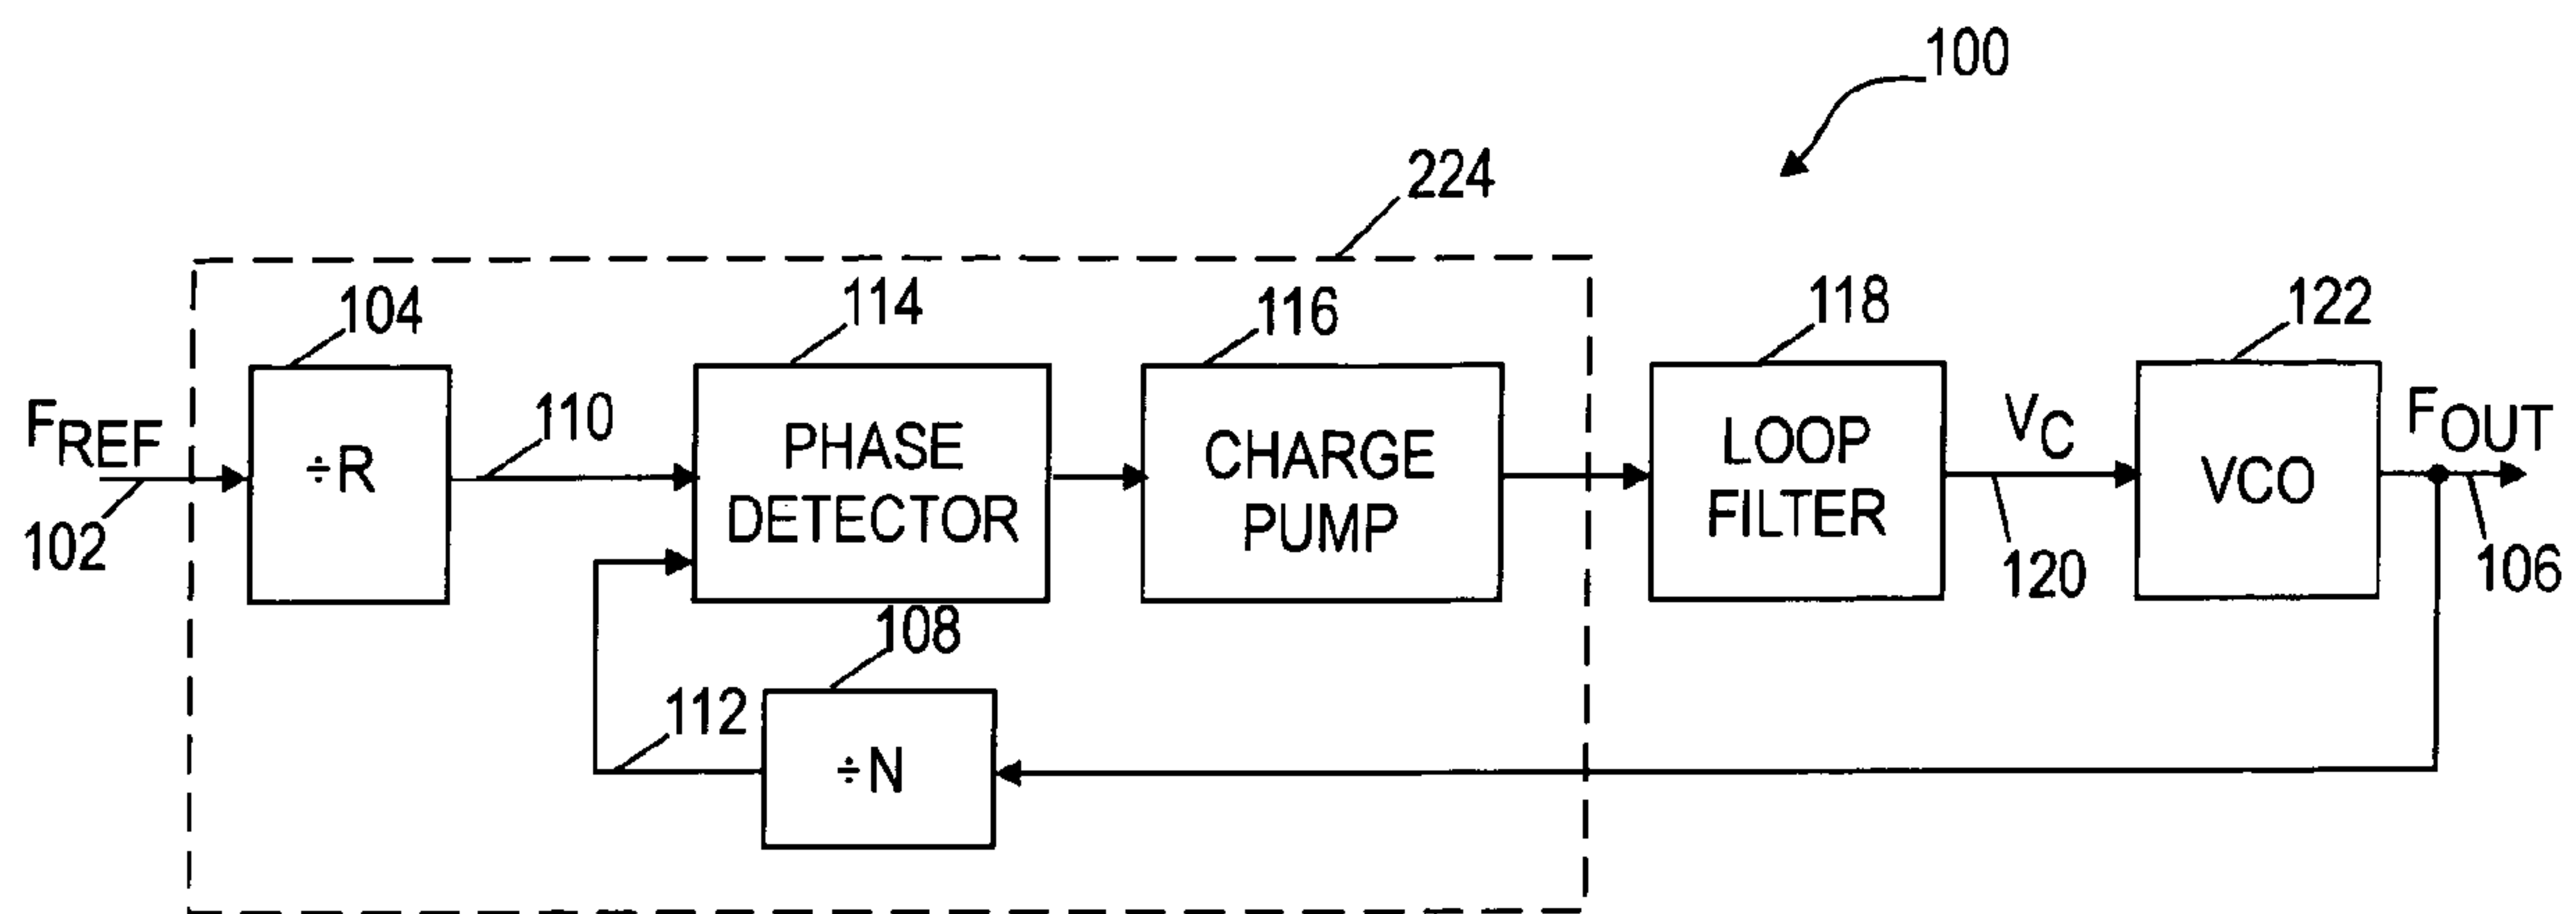 100
224
104
114
116
118
122
FREF
102
÷R
110
PHASE
DETECTOR
CHARGE
PUMP
LOOP
FILTER
VC
120
VCO
FOUT
106
108
112
÷N